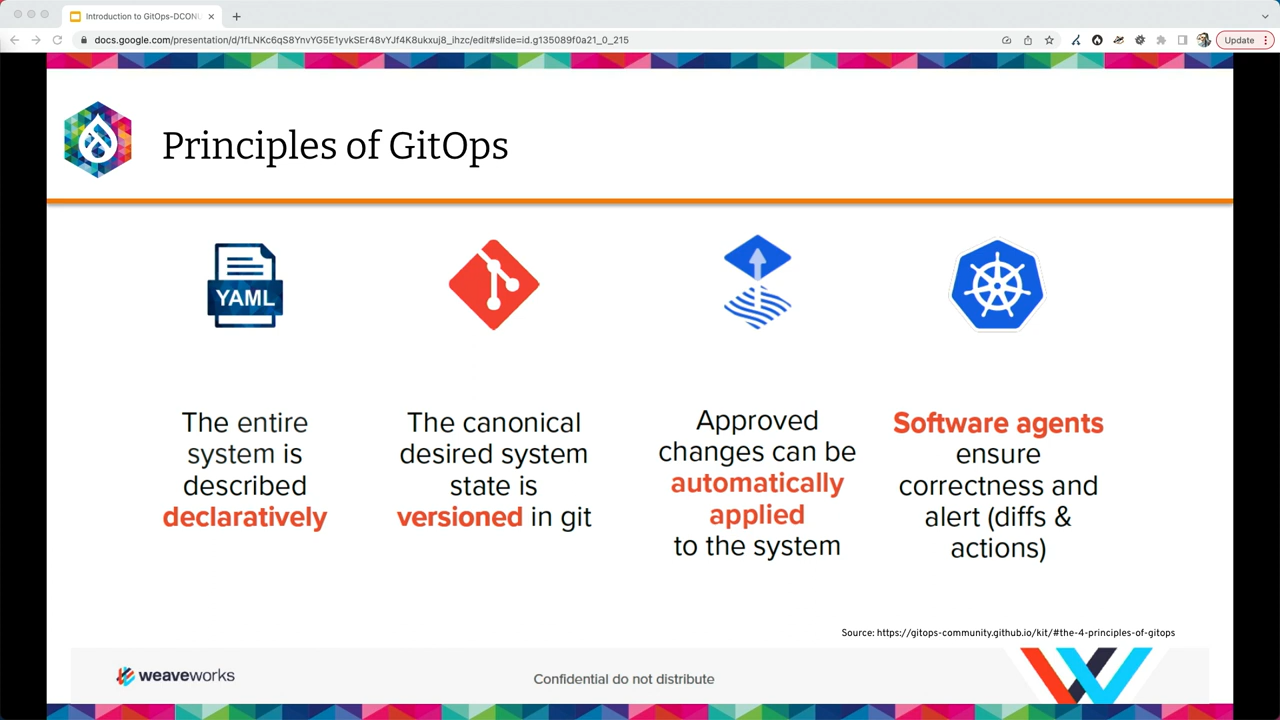 Introduction to GitOps-DCON
docs.google.com/presentation/d/1fLNKc6qS8YnvYG5E1yvkSEr48vYJf4K8ukxuj8_ihzc/edit#slide=id.g135089f0a21_0_215
Update
Principles of GitOps
YAML
The entire
system is
described
declaratively
The canonical
desired system
state is
versioned in git
Approved
changes can be
automatically
applied
to the system
Software agents
ensure
correctness and
alert (diffs &
actions)
Source: https://gitops-community.github.io/kit/#the-4-principles-of-gitops
weaveworks
Confidential do not distribute